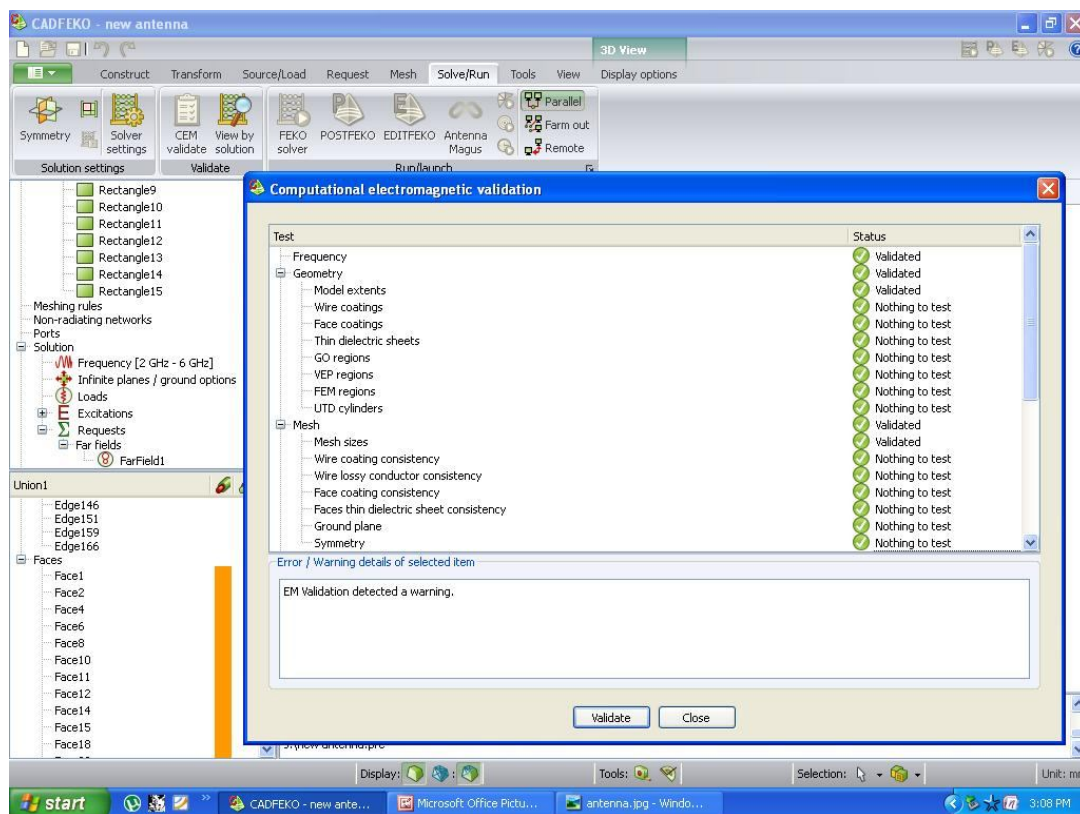 CADFEKO - new antenna
3D View
Construct Transform Source/Load Request Mesh Solve/Run Tools View Display options
Symmetry
Solver settings
CEM validate
View by solution
FEKO solver
POSTFEKO
EDITFEKO
Antenna Magus
Parallel
Farm out
Remote
Solution settings
Validate
Run/launch
Rectangle9
Rectangle10
Rectangle11
Rectangle12
Rectangle13
Rectangle14
Rectangle15
Meshing rules
Non-radiating networks
Ports
Solution
Frequency [2 GHz - 6 GHz]
Infinite planes / ground options
Loads
E Excitations
Σ Requests
Far fields
FarField1
Union1
Edge146
Edge151
Edge159
Edge166
Faces
Face1
Face2
Face4
Face6
Face8
Face10
Face11
Face12
Face14
Face15
Face18
Computational electromagnetic validation
Test Status
Frequency Validated
Geometry Validated
Model extents Validated
Wire coatings Nothing to test
Face coatings Nothing to test
Thin dielectric sheets Nothing to test
GO regions Nothing to test
VEP regions Nothing to test
FEM regions Nothing to test
UTD cylinders Nothing to test
Mesh Validated
Mesh sizes Validated
Wire coating consistency Nothing to test
Wire lossy conductor consistency Nothing to test
Face coating consistency Nothing to test
Faces thin dielectric sheet consistency Nothing to test
Ground plane Nothing to test
Symmetry Nothing to test
Error / Warning details of selected item
EM Validation detected a warning.
Validate Close
Display: Tools: Selection: Unit: m
start CADFEKO - new ante... Microsoft Office Pictu... antenna.jpg - Windo... 3:08 PM